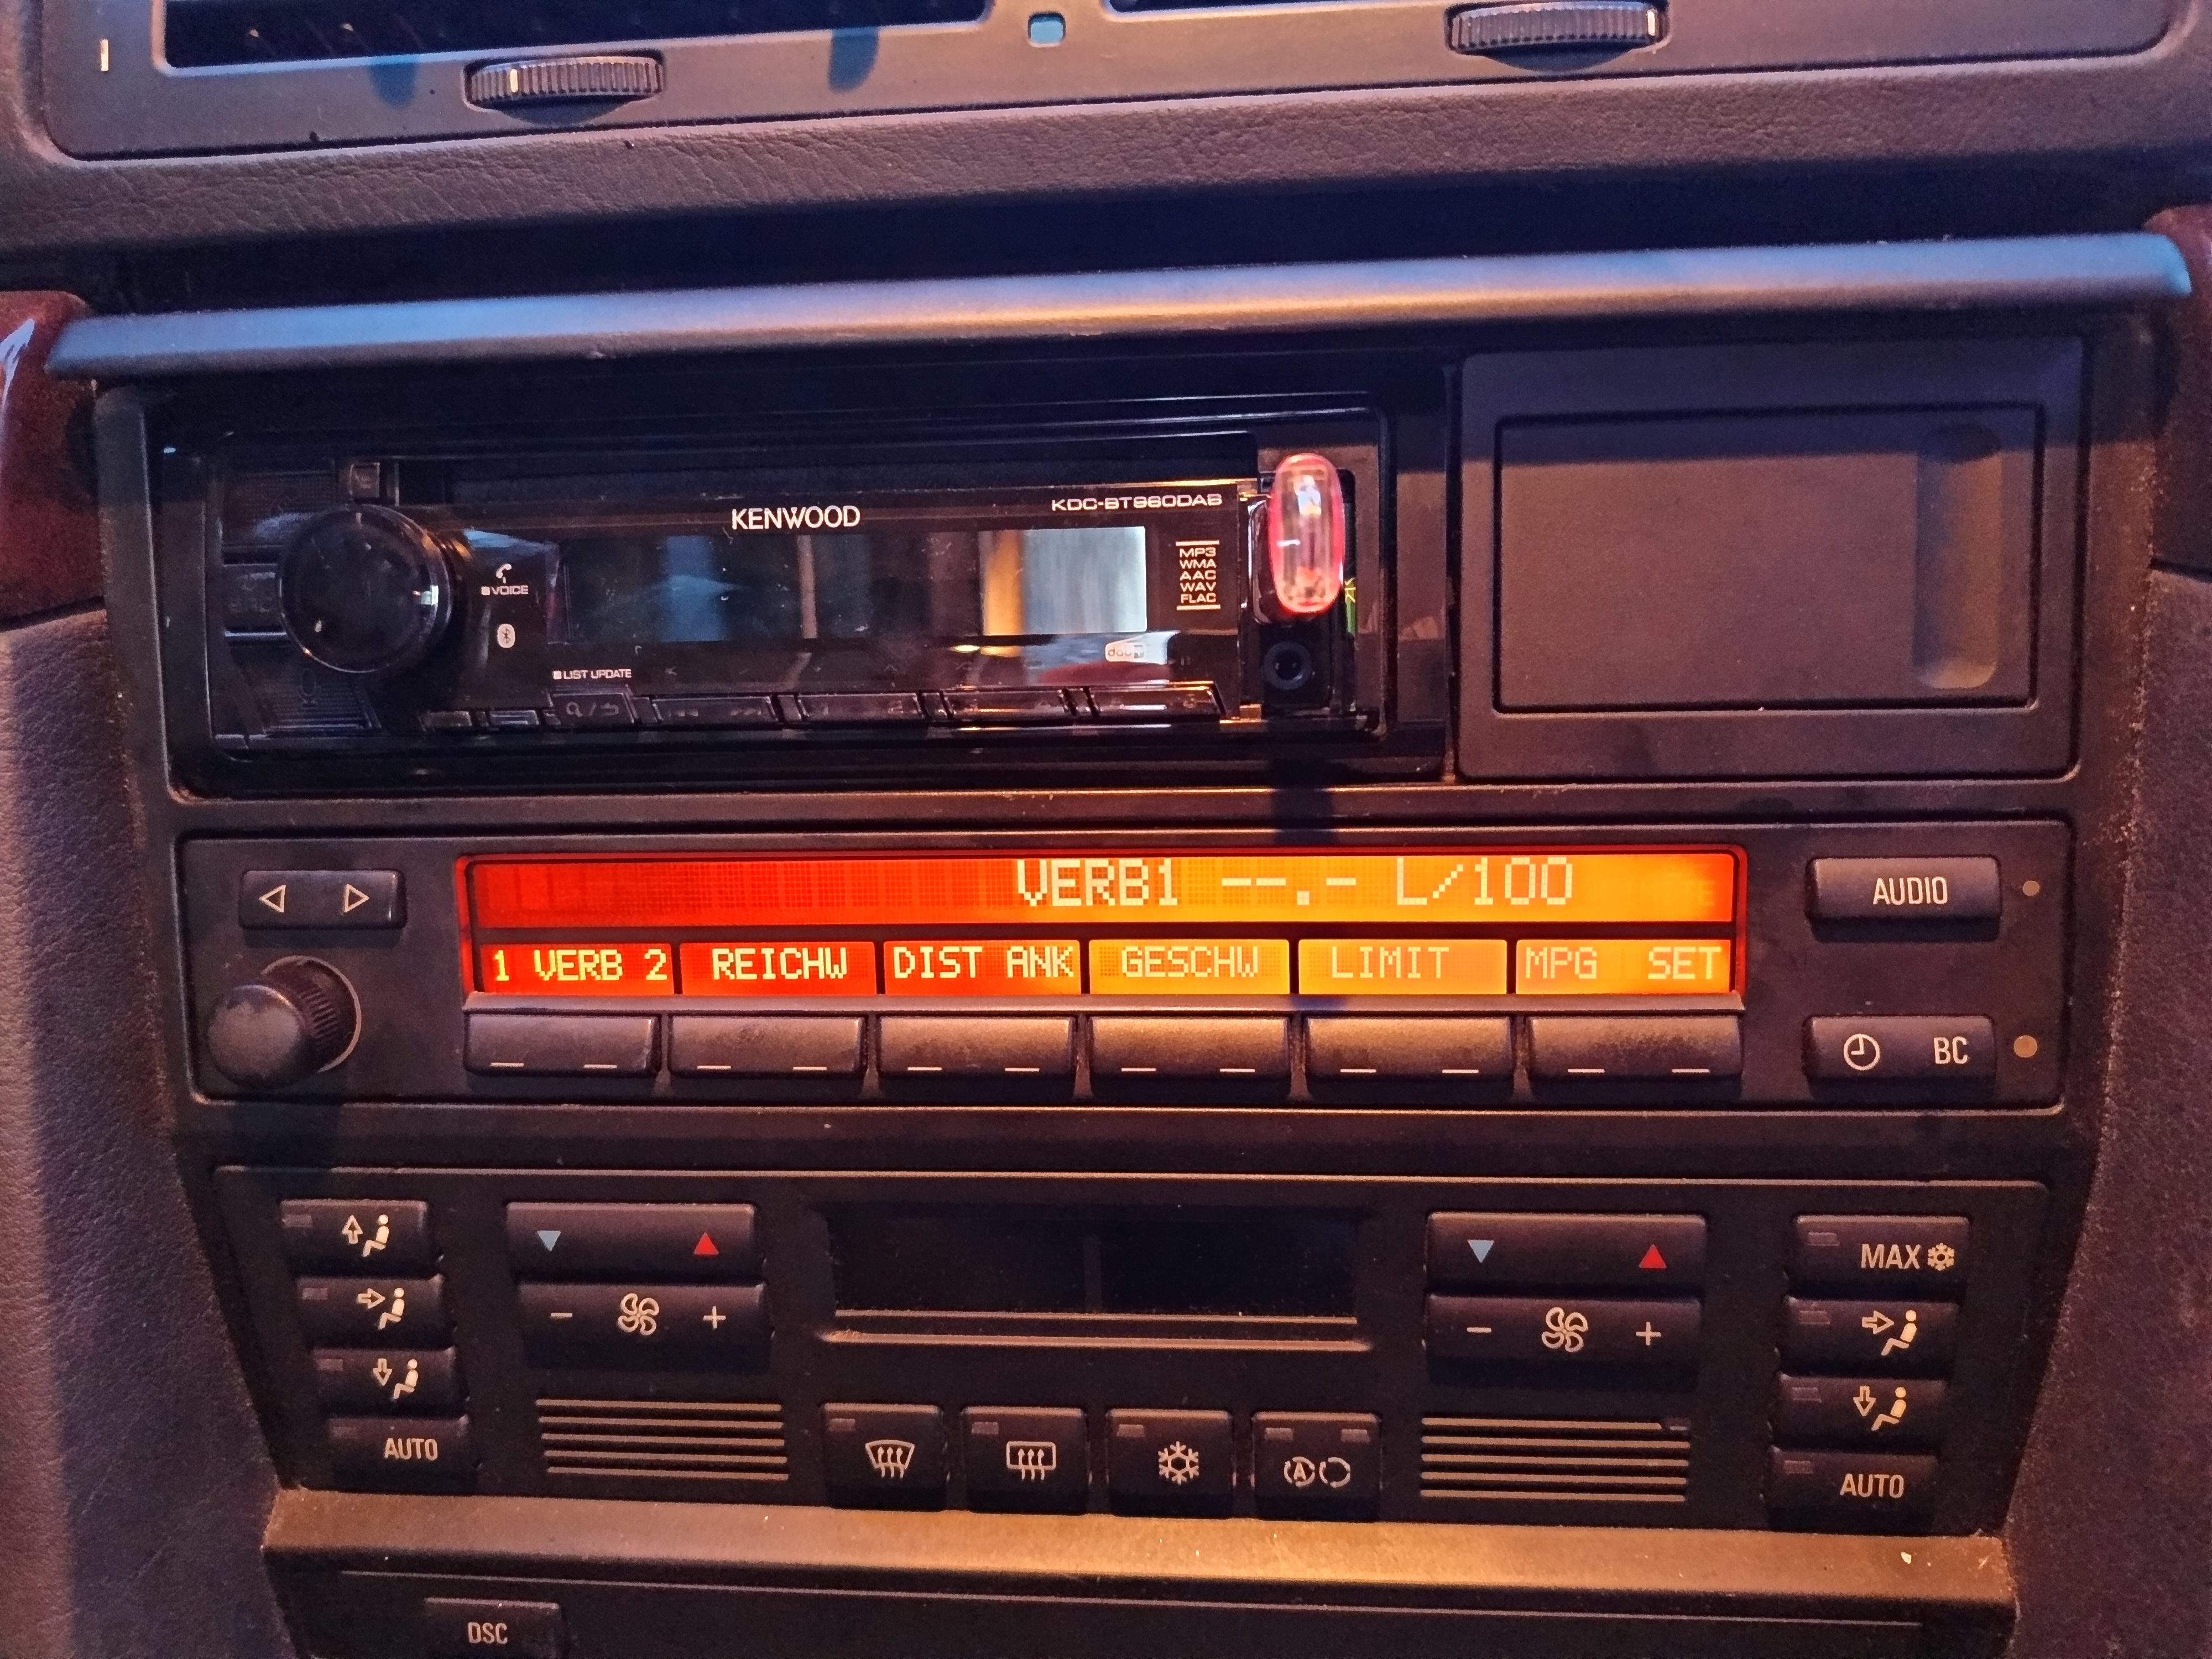 KENWOOD
KDC-BT960DAB
VOICE
MP3
WMA
AAC
WAV
FLAC
LIST UPDATE
VERB1 --.- L/100
1 VERB 2 REICHW DIST ANK GESCHW LIMIT MPG SET
AUDIO
BC
MAX
AUTO
AUTO
DSC